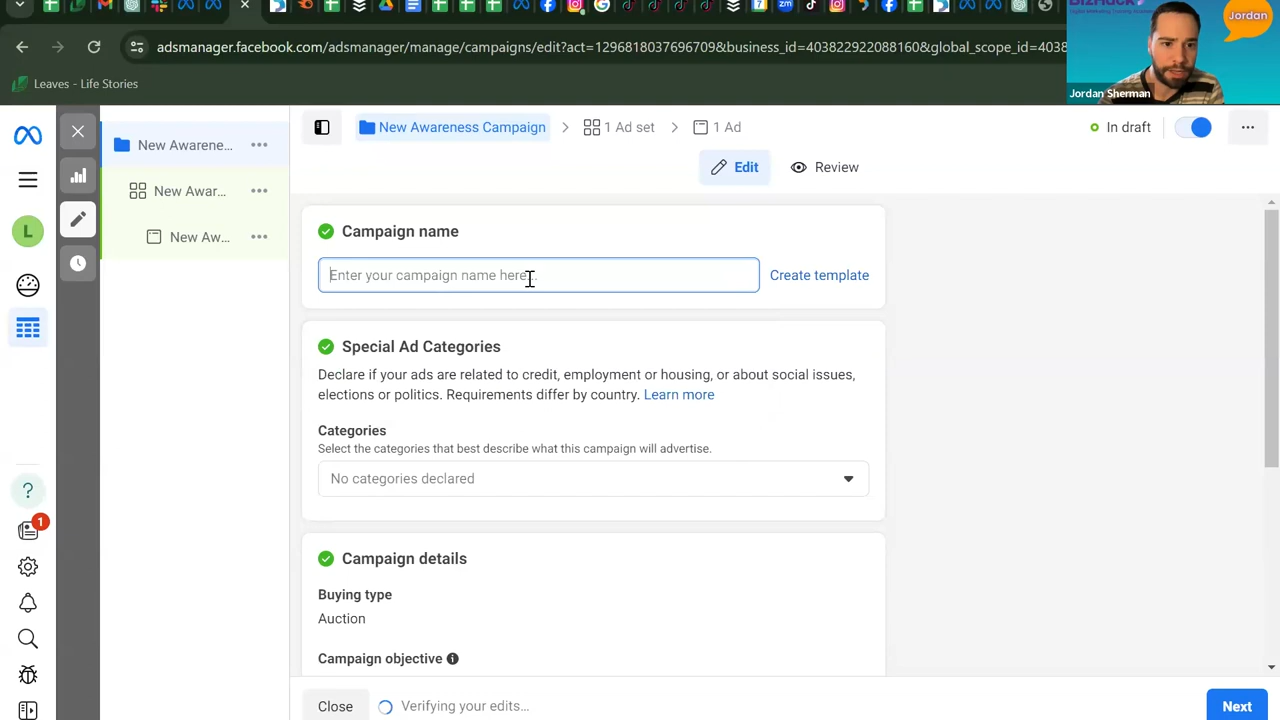 BizHack
Jordan
adsmanager.facebook.com/adsmanager/manage/campaigns/edit?act=1296818037696709&business_id=403822922088160&global_scope_id=4038
Leaves - Life Stories
Jordan Sherman
New Awarene... •••
New Awar... •••
New Aw... •••
L
1
New Awareness Campaign > 1 Ad set > 1 Ad
In draft
Edit
Review
Campaign name
Enter your campaign name here...
Create template
Special Ad Categories
Declare if your ads are related to credit, employment or housing, or about social issues,
elections or politics. Requirements differ by country. Learn more
Categories
Select the categories that best describe what this campaign will advertise.
No categories declared
Campaign details
Buying type
Auction
Campaign objective
Close
Verifying your edits...
Next